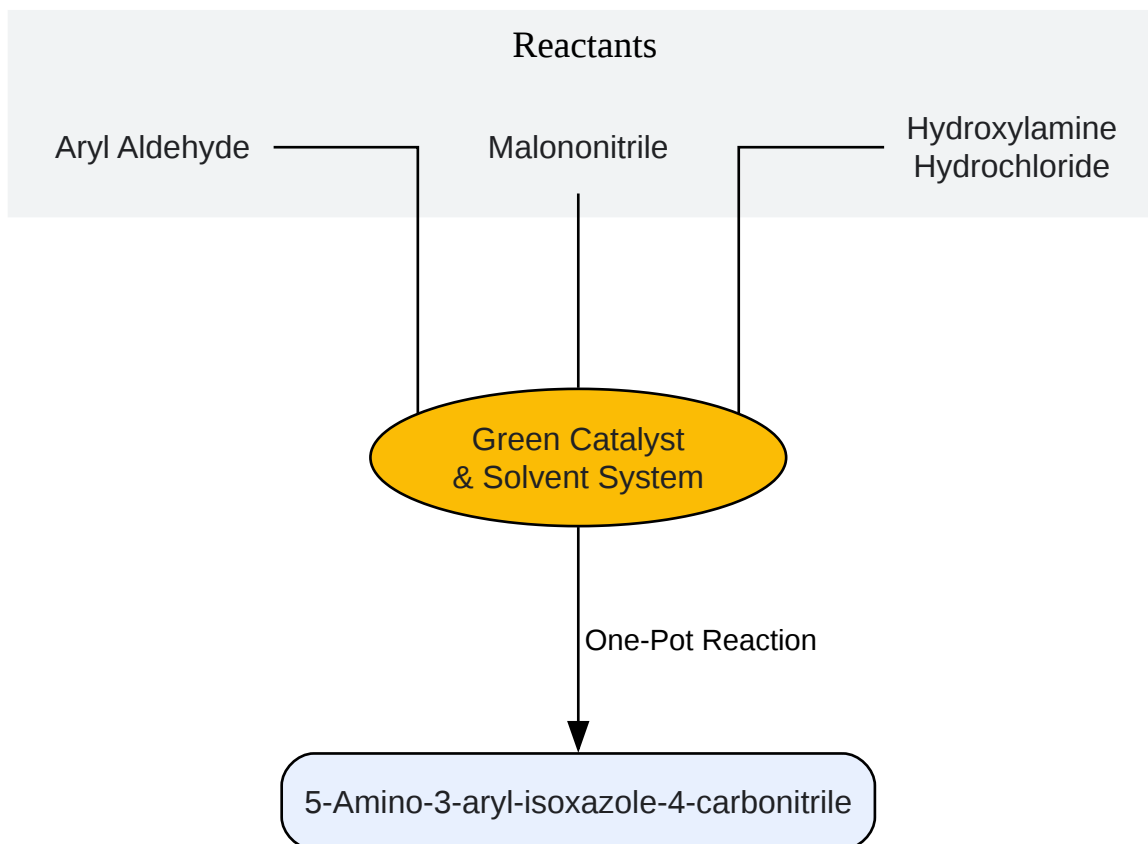 Reactants
Aryl Aldehyde
Malononitrile
Hydroxylamine
Hydrochloride
Green Catalyst
& Solvent System
One-Pot Reaction
5-Amino-3-aryl-isoxazole-4-carbonitrile